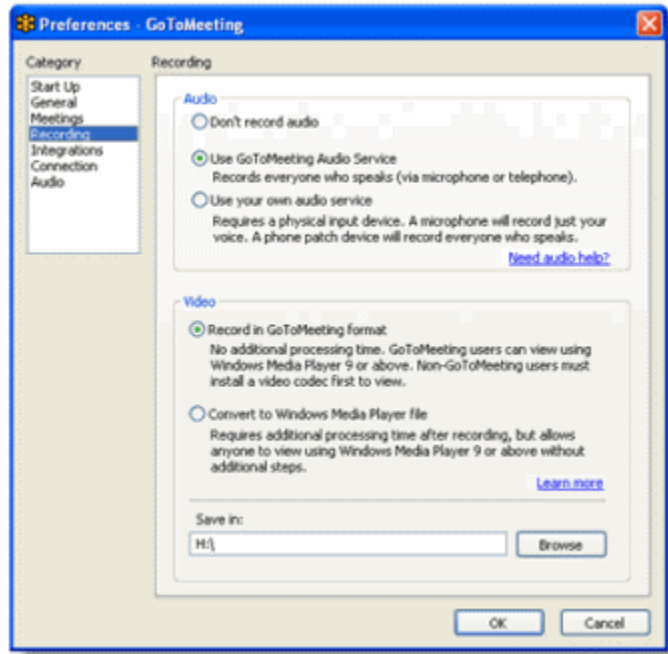 Preferences - GoToMeeting
Category
Recording
Start Up
General
Meetings
Recording
Integrations
Connection
Audio
Audio
Don't record audio
Use GoToMeeting Audio Service
Records everyone who speaks (via microphone or telephone).
Use your own audio service
Requires a physical input device. A microphone will record just your
voice. A phone patch device will record everyone who speaks.
Need audio help?
Video
Record in GoToMeeting format
No additional processing time. GoToMeeting users can view using
Windows Media Player 9 or above. Non-GoToMeeting users must
install a video codec first to view.
Convert to Windows Media Player file
Requires additional processing time after recording, but allows
anyone to view using Windows Media Player 9 or above without
additional steps.
Learn more
Save in:
H:\
Browse
OK
Cancel